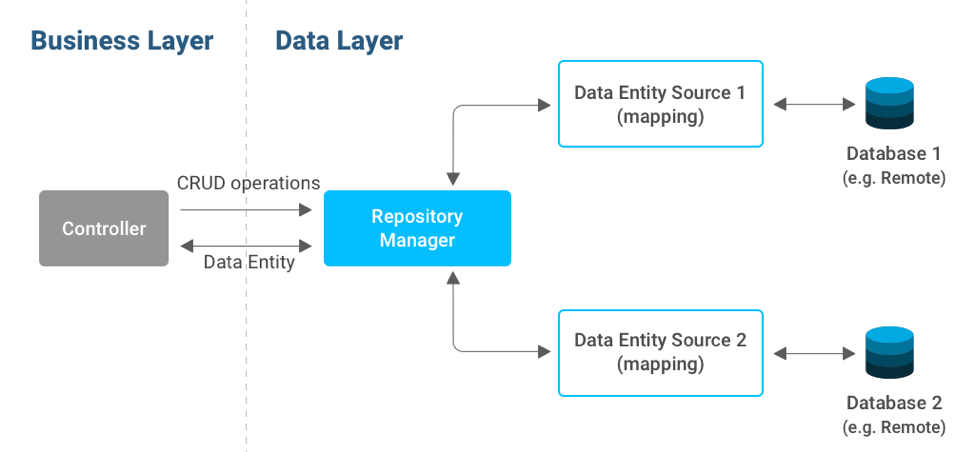 Business Layer
Data Layer
Data Entity Source 1
(mapping)
Database 1
(e.g. Remote)
CRUD operations
Controller
Repository
Manager
Data Entity
Data Entity Source 2
(mapping)
Database 2
(e.g. Remote)